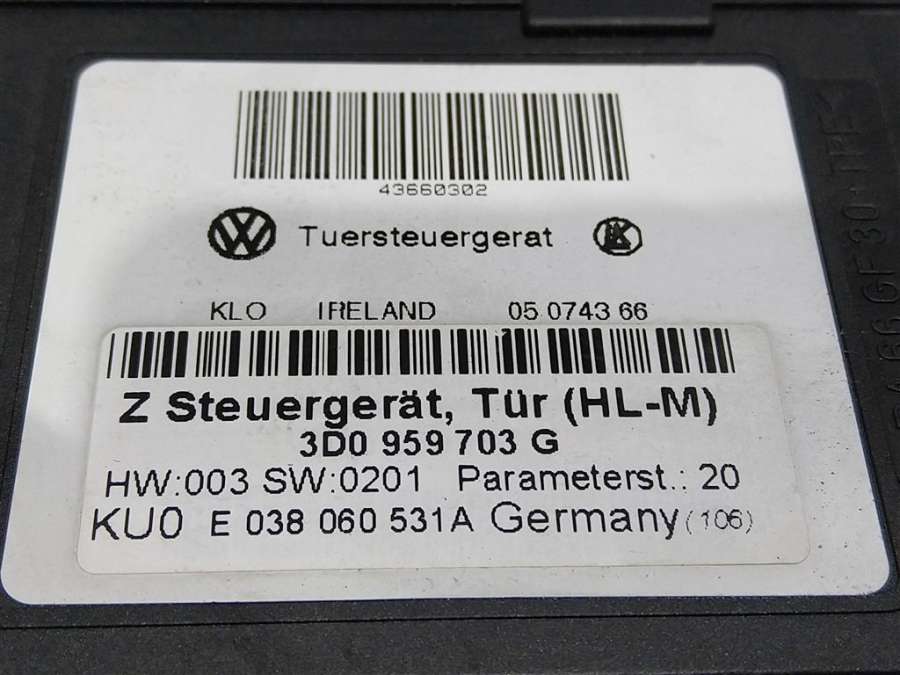 43660302
VW Tuersteuergerat
KLO IRELAND 05 0743 66
Z Steuergerät, Tür (HL-M)
3D0 959 703 G
HW:003 SW:0201 Parameterst.: 20
KU0 E 038 060 531A Germany (106)